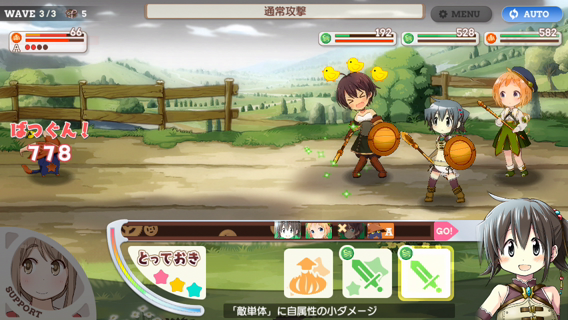 WAVE 3/3 5
通常攻撃
MENU
AUTO
66
A
192
528
582
ばつぐん!
778
A
GO!
とっておき
SUPPORT
「敵単体」に自属性の小ダメージ